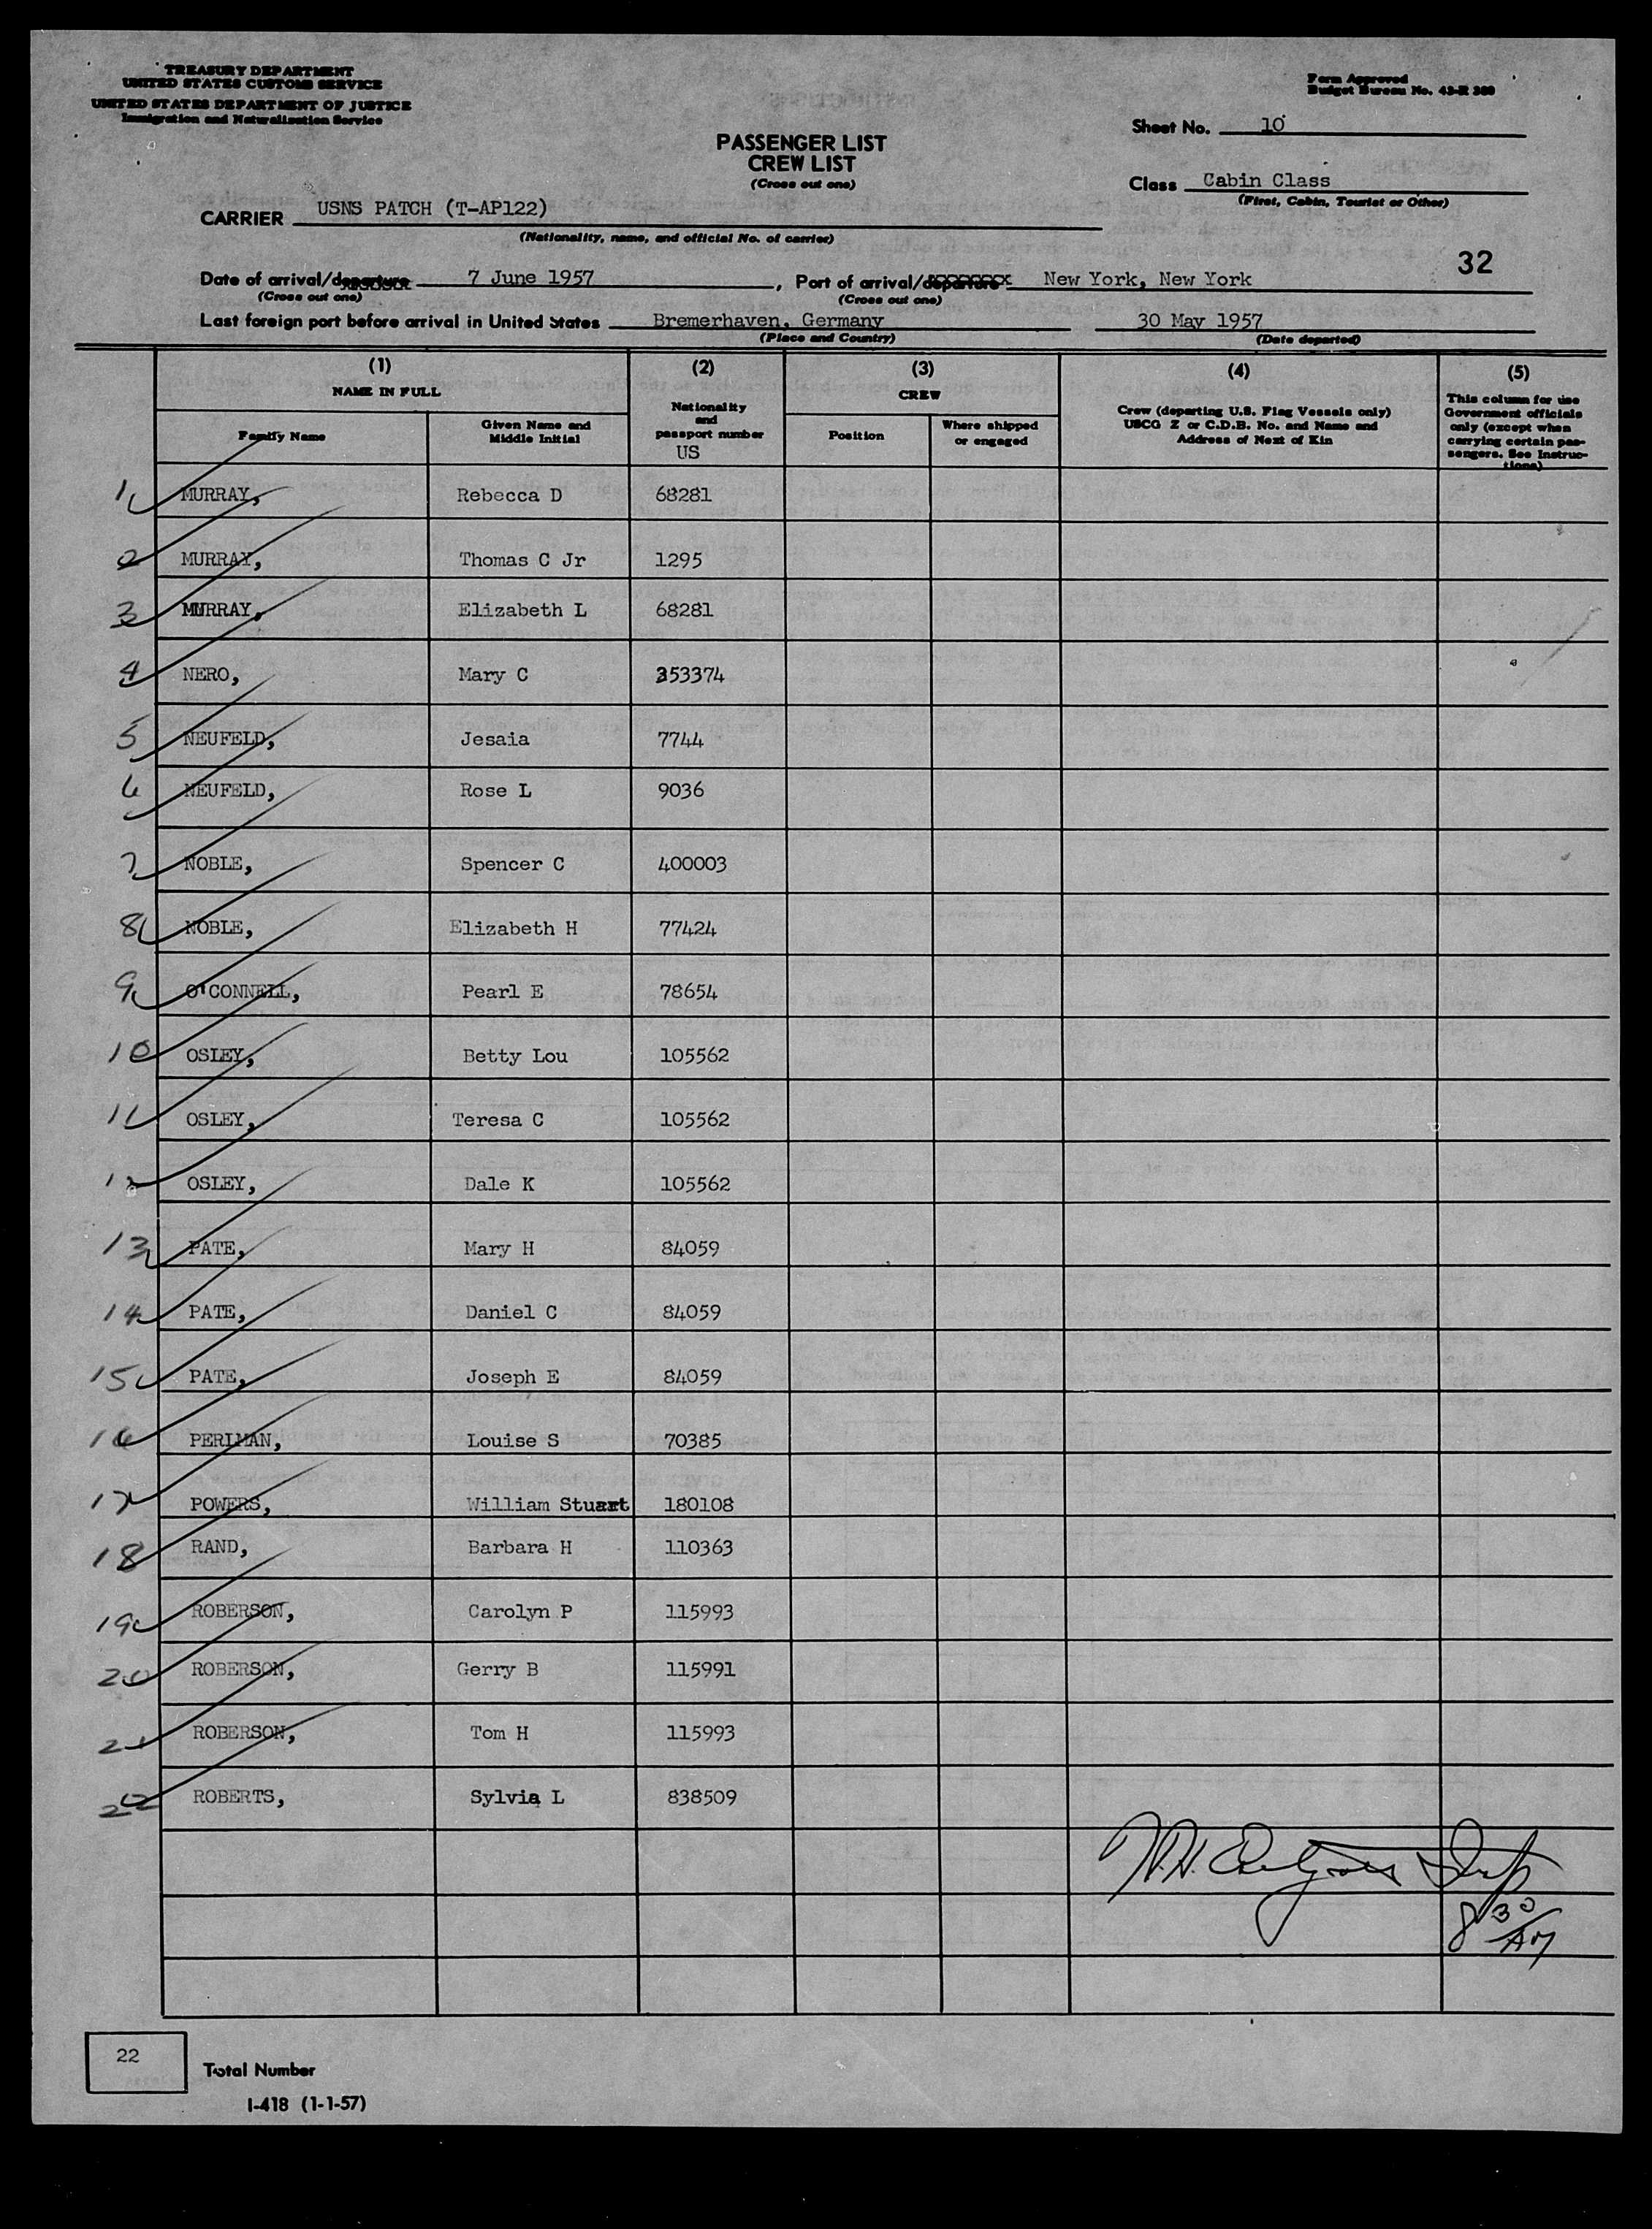 TREASURY DEPARTMENT
UNITED STATES CUSTOMS SERVICE
UNITED STATES DEPARTMENT OF JUSTICE
Immigration and Naturalization Service
Form Approved
Budget Bureau No. 43-R 380
Sheet No. 10
PASSENGER LIST
CREW LIST
(Cross out one)
Class Cabin Class
(First, Cabin, Tourist or Other)
CARRIER USNS PATCH (T-AP122)
(Nationality, name, and official No. of carrier)
32
Date of arrival/departure 7 June 1957, Port of arrival/departure New York, New York
(Cross out one) (Cross out one)
Last foreign port before arrival in United States Bremerhaven, Germany 30 May 1957
(Place and Country) (Date departed)
(1) (2) (3) (4) (5)
NAME IN FULL
Family Name
Given Name and Middle Initial
Nationality and passport number
US
CREW
Position
Where shipped or engaged
Crew (departing U.S. Flag Vessels only)
USCG Z or C.D.B. No. and Name and
Address of Next of Kin
This column for use
Government officials
only (except when
carrying certain pas-
sengers. See Instruc-
tions)
1 MURRAY, Rebecca D 68281
2 MURRAY, Thomas C Jr 1295
3 MURRAY, Elizabeth L 68281
4 NERO, Mary C 353374
5 NEUFELD, Jesaia 7744
6 NEUFELD, Rose L 9036
7 NOBLE, Spencer C 400003
8 NOBLE, Elizabeth H 77424
9 O'CONNELL, Pearl E 78654
10 OSLEY, Betty Lou 105562
11 OSLEY, Teresa C 105562
12 OSLEY, Dale K 105562
13 PATE, Mary H 84059
14 PATE, Daniel C 84059
15 PATE, Joseph E 84059
16 PERLMAN, Louise S 70385
17 POWERS, William Stuart 180108
18 RAND, Barbara H 110363
19 ROBERSON, Carolyn P 115993
20 ROBERSON, Gerry B 115991
21 ROBERSON, Tom H 115993
22 ROBERTS, Sylvia L 838509
8 30
AM
22
Total Number
I-418 (1-1-57)